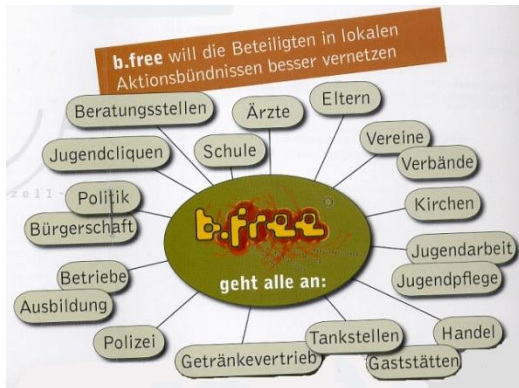 b.free will die Beteiligten in lokalen
Aktionsbündnissen besser vernetzen
Beratungsstellen
Ärzte
Eltern
Jugendcliquen
Schule
Vereine
Verbände
Politik
Bürgerschaft
Kirchen
b.free
geht alle an:
Jugendarbeit
Jugendpflege
Betriebe
Ausbildung
Polizei
Getränkevertrieb
Tankstellen
Gaststätten
Handel